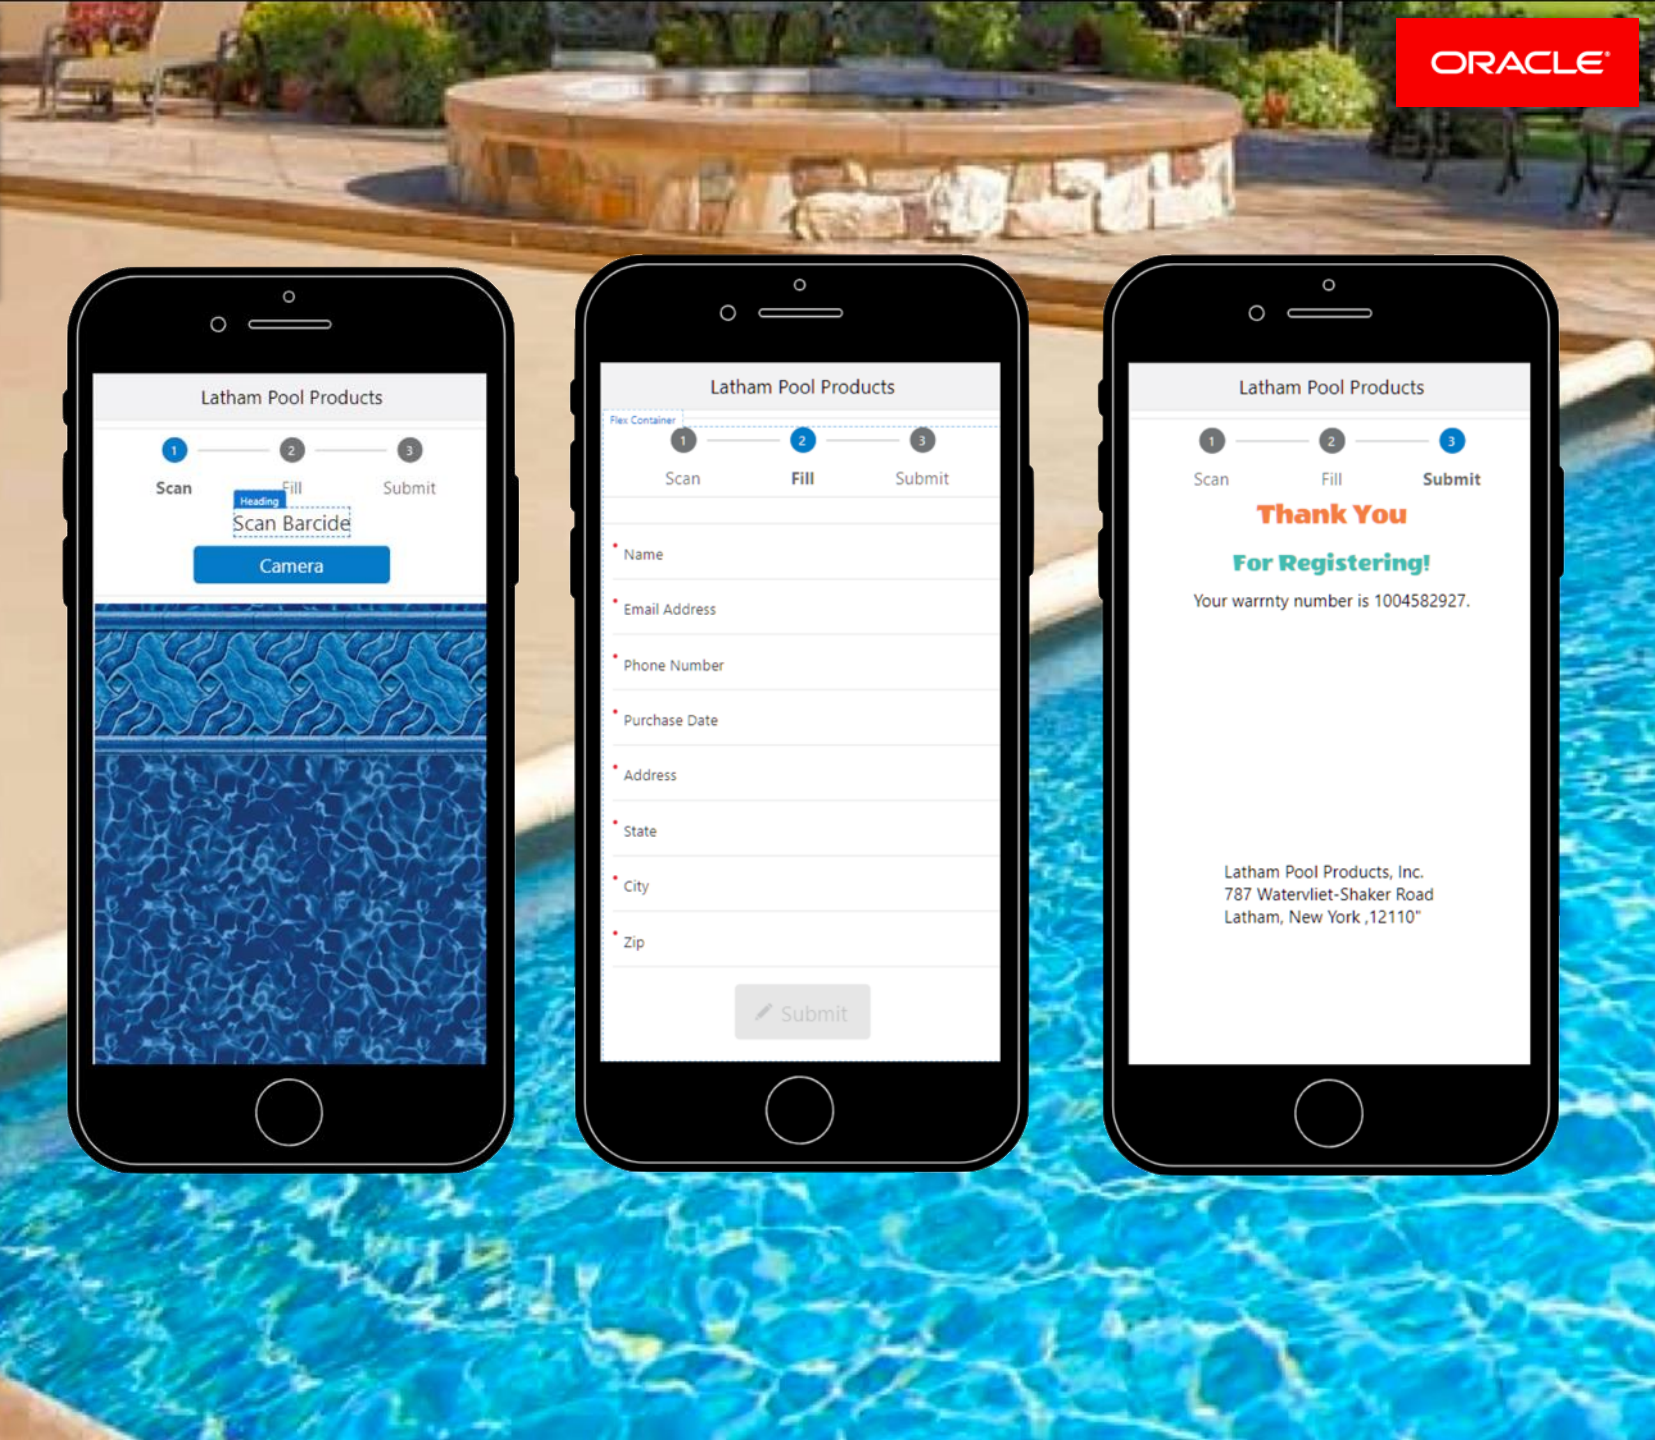 ORACLE
Latham Pool Products
1 2 3
Scan Fill Submit
Heading
Scan Barcide
Camera
Latham Pool Products
Flex Container
1 2 3
Scan Fill Submit
* Name
* Email Address
* Phone Number
* Purchase Date
* Address
* State
* City
* Zip
Submit
Latham Pool Products
1 2 3
Scan Fill Submit
Thank You
For Registering!
Your warrnty number is 1004582927.
Latham Pool Products, Inc.
787 Watervliet-Shaker Road
Latham, New York ,12110"